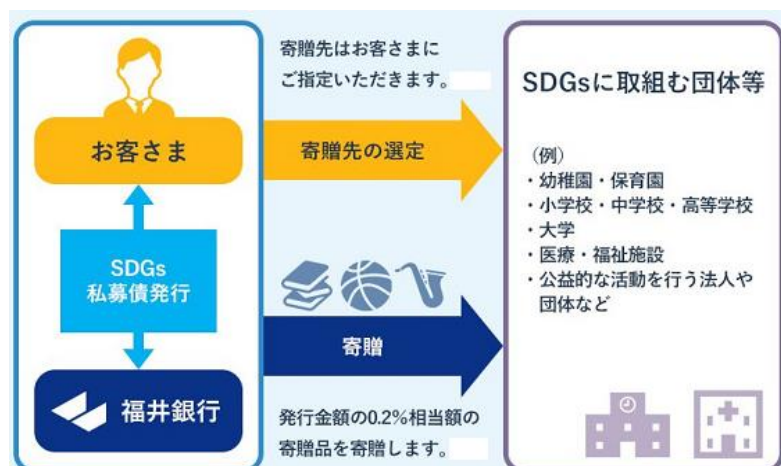 お客さま
SDGs
私募債発行
福井銀行
寄贈先はお客さまに
ご指定いただきます。
寄贈先の選定
寄贈
発行金額の0.2%相当額の
寄贈品を寄贈します。
SDGsに取組む団体等
（例）
・幼稚園・保育園
・小学校・中学校・高等学校
・大学
・医療・福祉施設
・公益的な活動を行う法人や
団体など